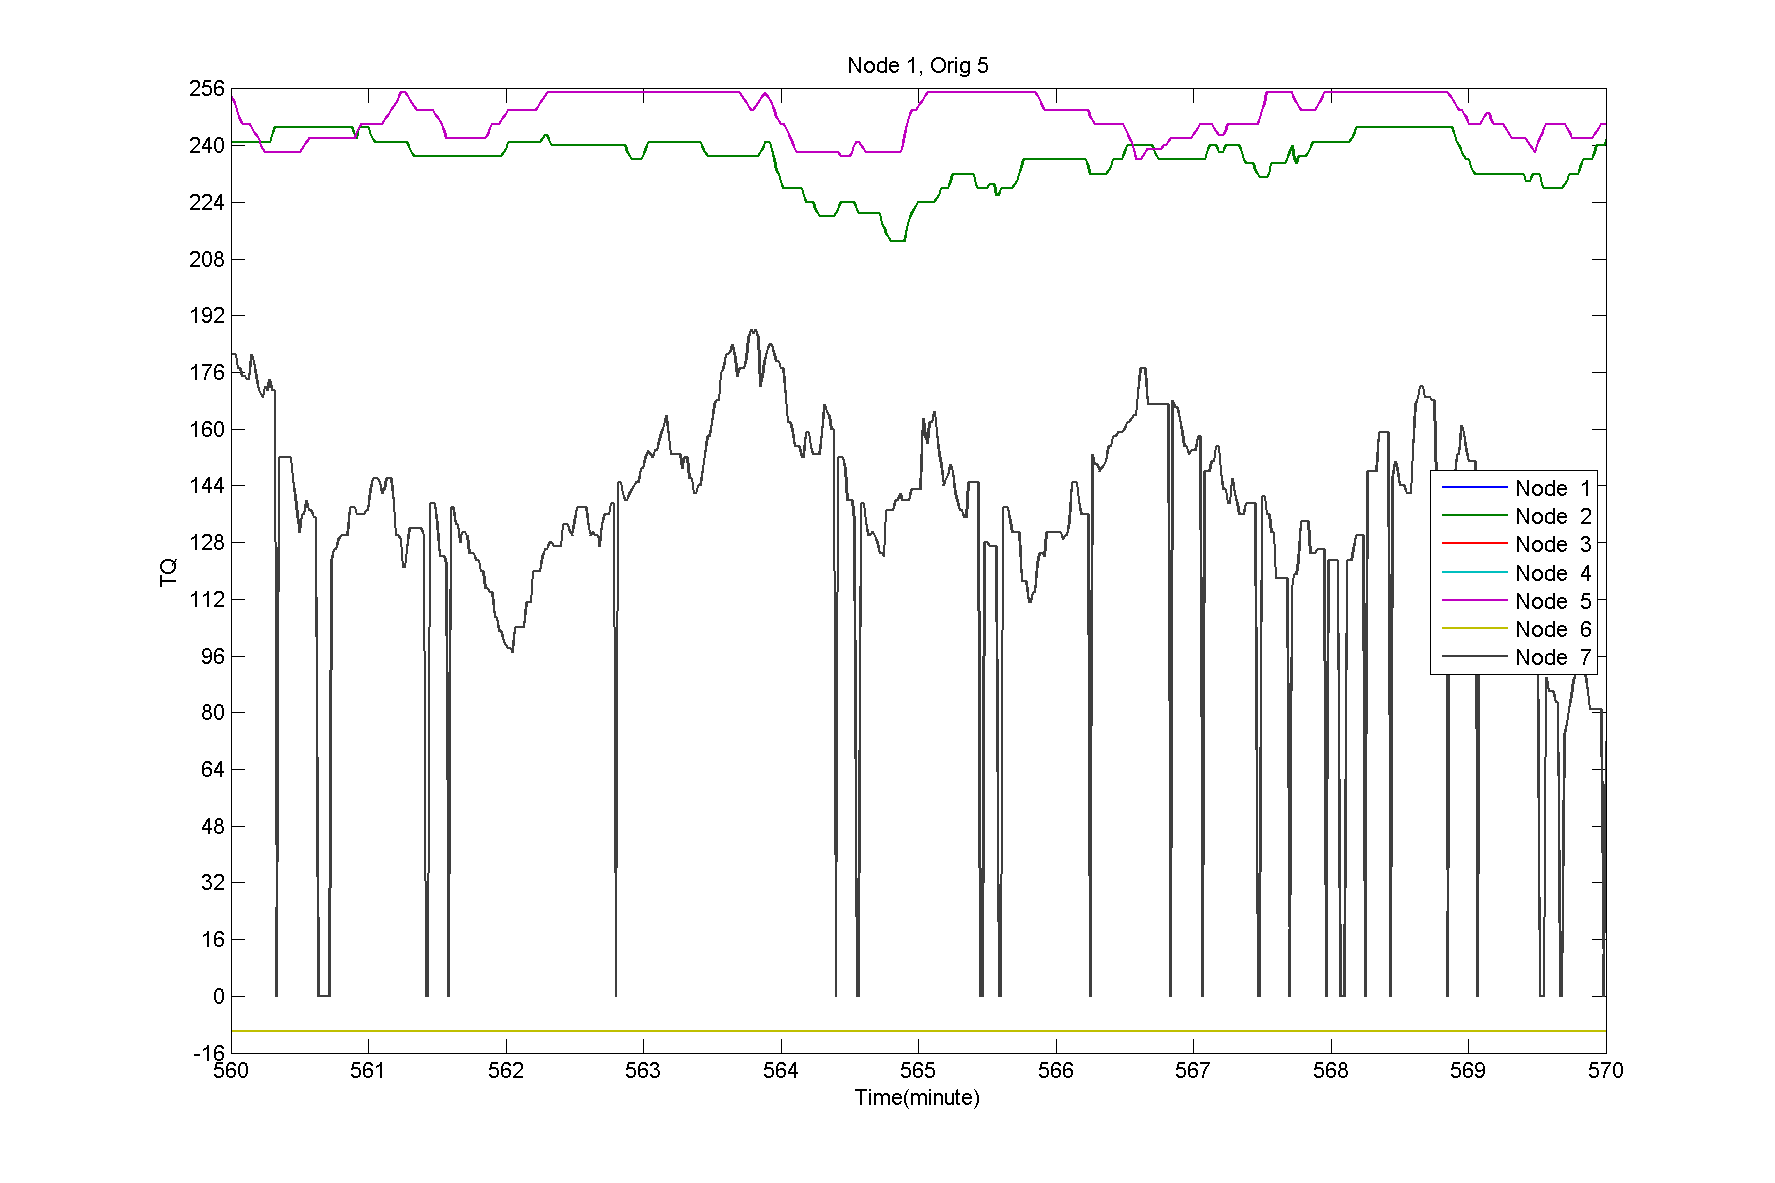 Node 1, Orig 5
256
240
224
208
192
176
160
144
128
112
96
80
64
48
32
16
0
-16
TQ
Node 1
Node 2
Node 3
Node 4
Node 5
Node 6
Node 7
560 561 562 563 564 565 566 567 568 569 570
Time(minute)